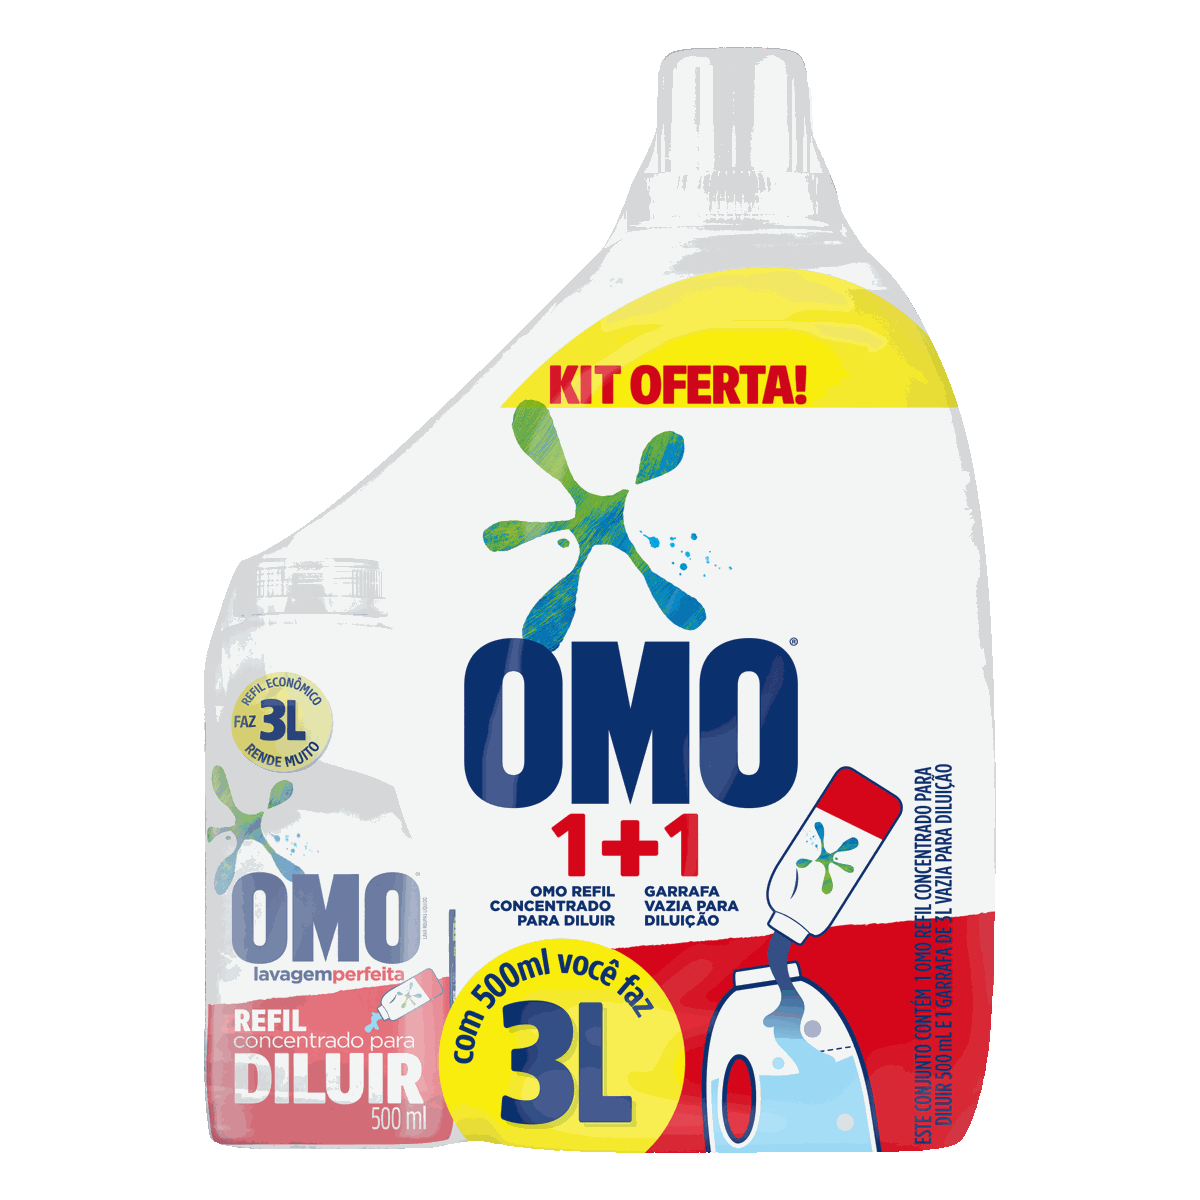 KIT OFERTA!
OMO®
1+1
OMO REFIL
CONCENTRADO
PARA DILUIR
GARRAFA
VAZIA PARA
DILUIÇÃO
com 500ml você faz
3L
REFIL ECONÔMICO
FAZ 3L
RENDE MUITO
OMO
lavagemperfeita
REFIL
concentrado para
DILUIR
500 ml
ESTE CONJUNTO CONTÉM 1 OMO REFIL CONCENTRADO PARA
DILUIR 500 mL E 1 GARRAFA DE 3L VAZIA PARA DILUIÇÃO